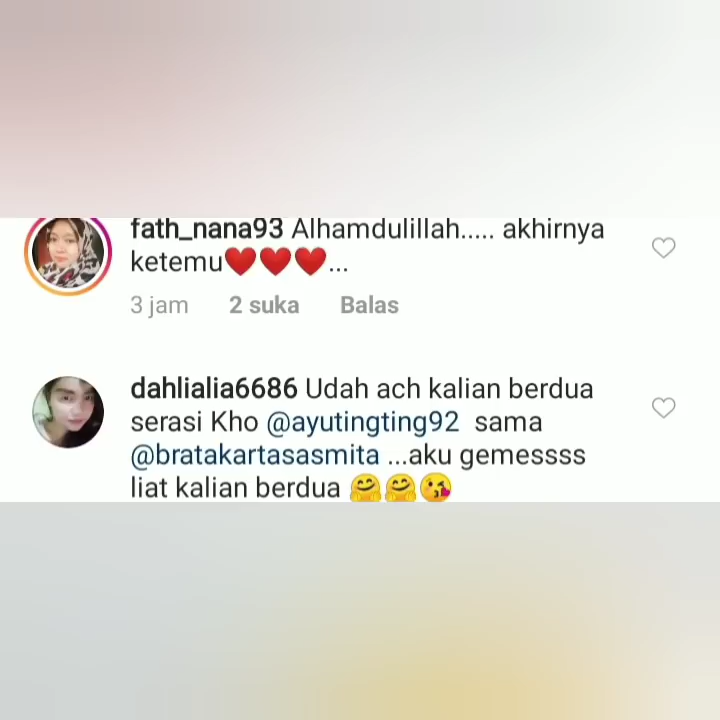 fath_nana93 Alhamdulillah..... akhirnya
ketemu❤️❤️❤️...
3 jam 2 suka Balas
dahlialia6686 Udah ach kalian berdua
serasi Kho @ayutingting92 sama
@bratakartasasmita ...aku gemessss
liat kalian berdua 🤗🤗😘